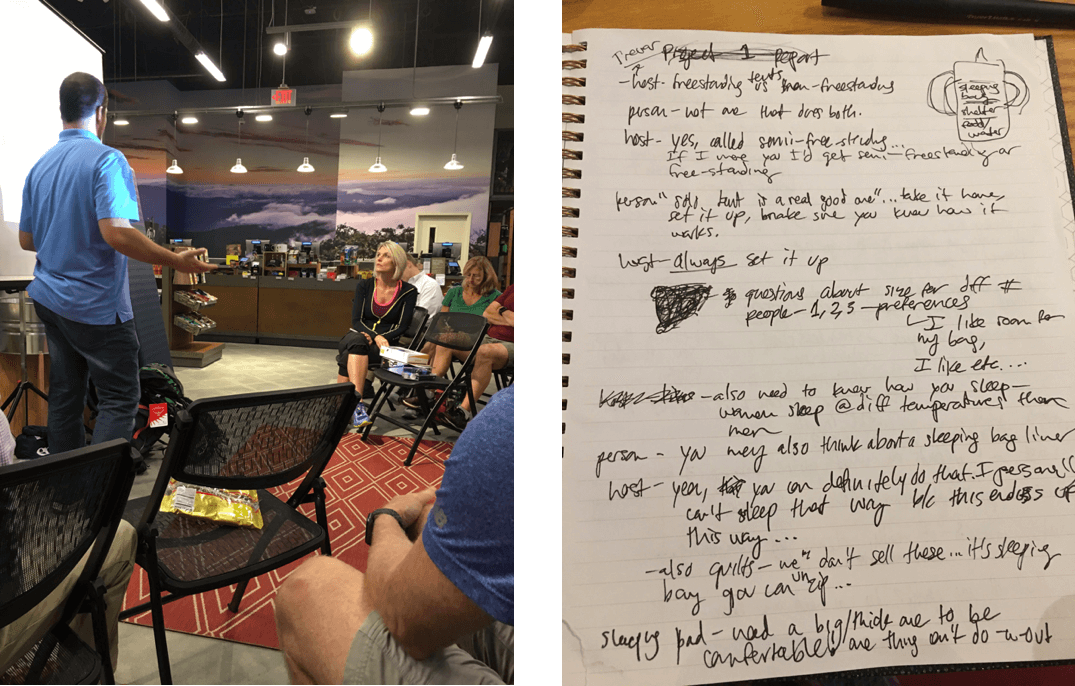 EXIT
Trevor
Project 1 Report
-host-freestanding tents vs non-freestanding
person-not one that does both.
host-yes, called semi-free-standing...
If I were you I'd get semi-freestanding or
free-standing
person "solo tent is a real good one"... take it home,
set it up, make sure you know how it
works.
host-always set it up
questions about size for diff #
people-1,2,3-preferences
I like room for
my bag,
I like etc....
-also need to know how you sleep-
women sleep @ diff temperatures than
men
person - you may also think about a sleeping bag liner
host-yea, you can definitely do that. I personally
can't sleep that way b/c this ends up
this way...
-also quilts-"we don't sell these... it's sleeping
bag you can unzip...
sleeping pad-need a big/thick one to be
comfortable, one thing can't do w-out
sleeping
bag
shelter
food/
water